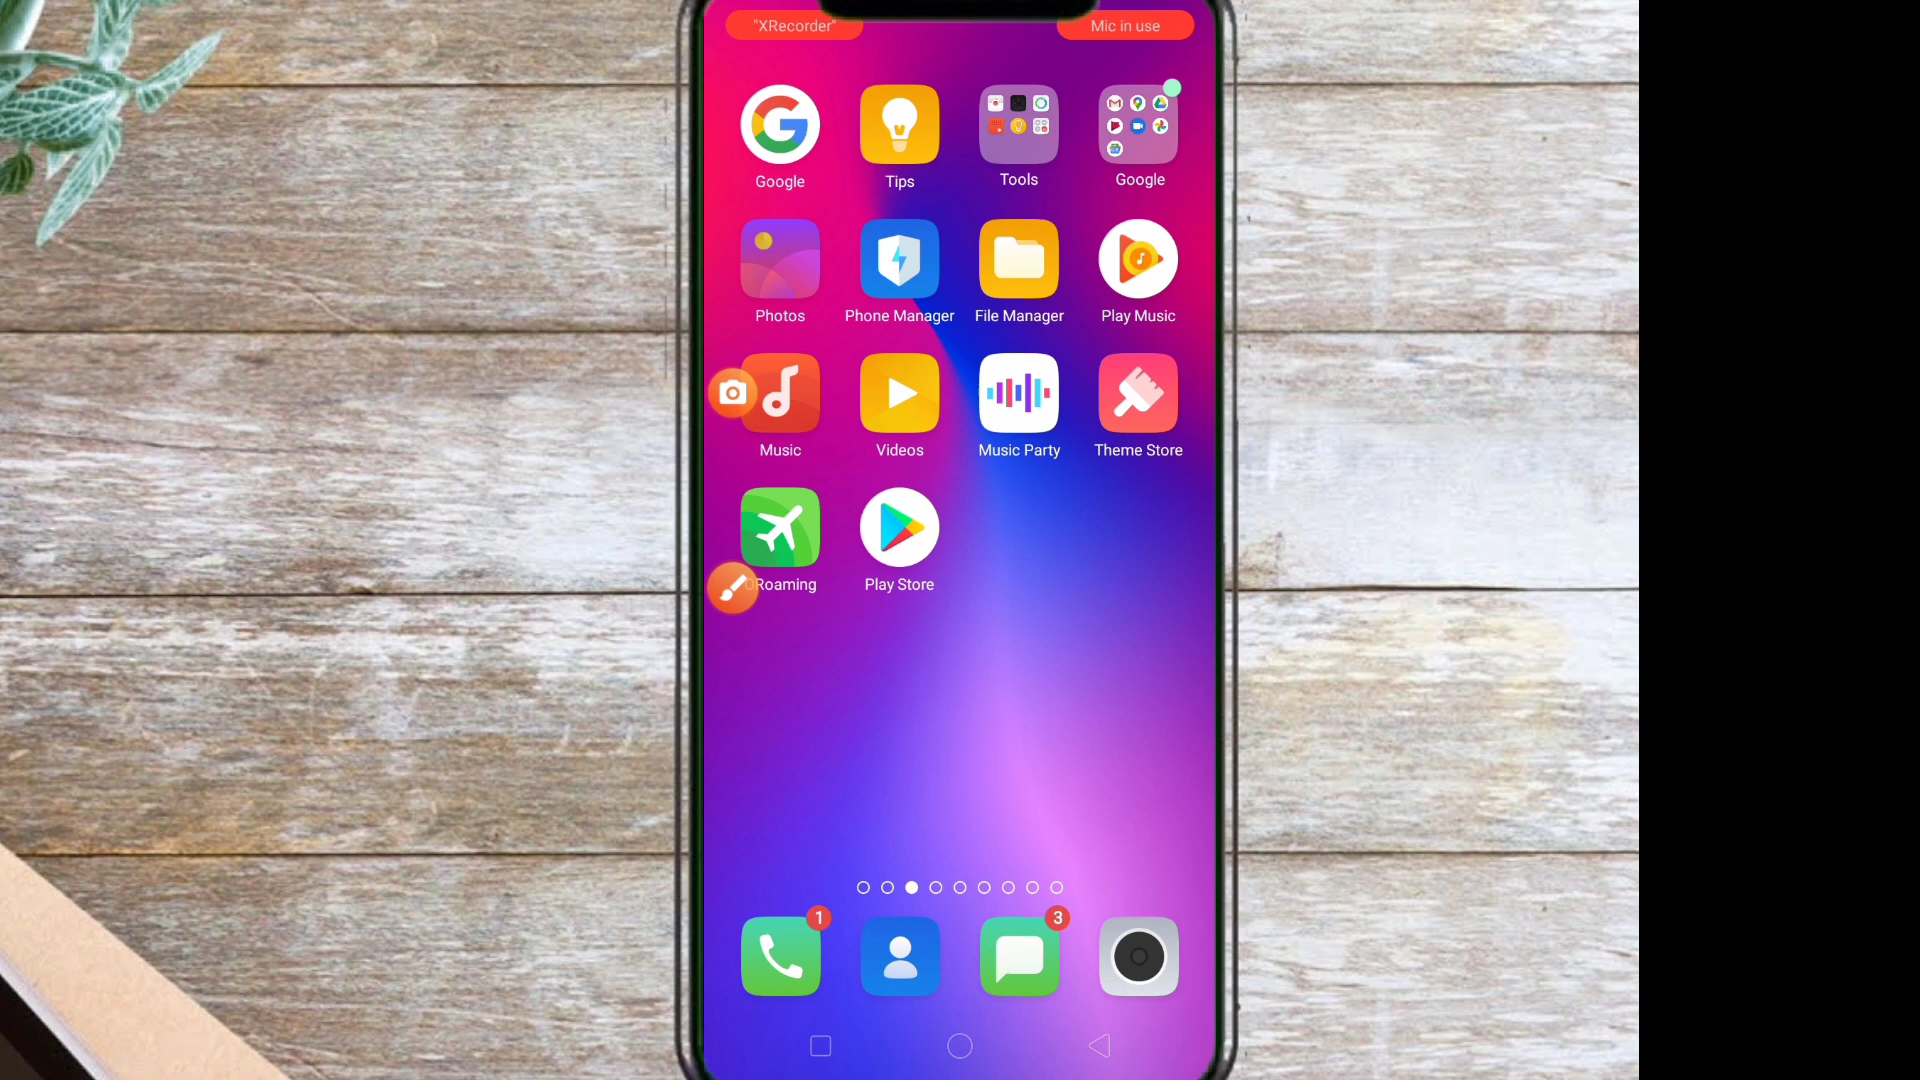 "XRecorder"
Mic in use
Google
Tips
Tools
Google
Photos
Phone Manager
File Manager
Play Music
Music
Videos
Music Party
Theme Store
Roaming
Play Store
1
3